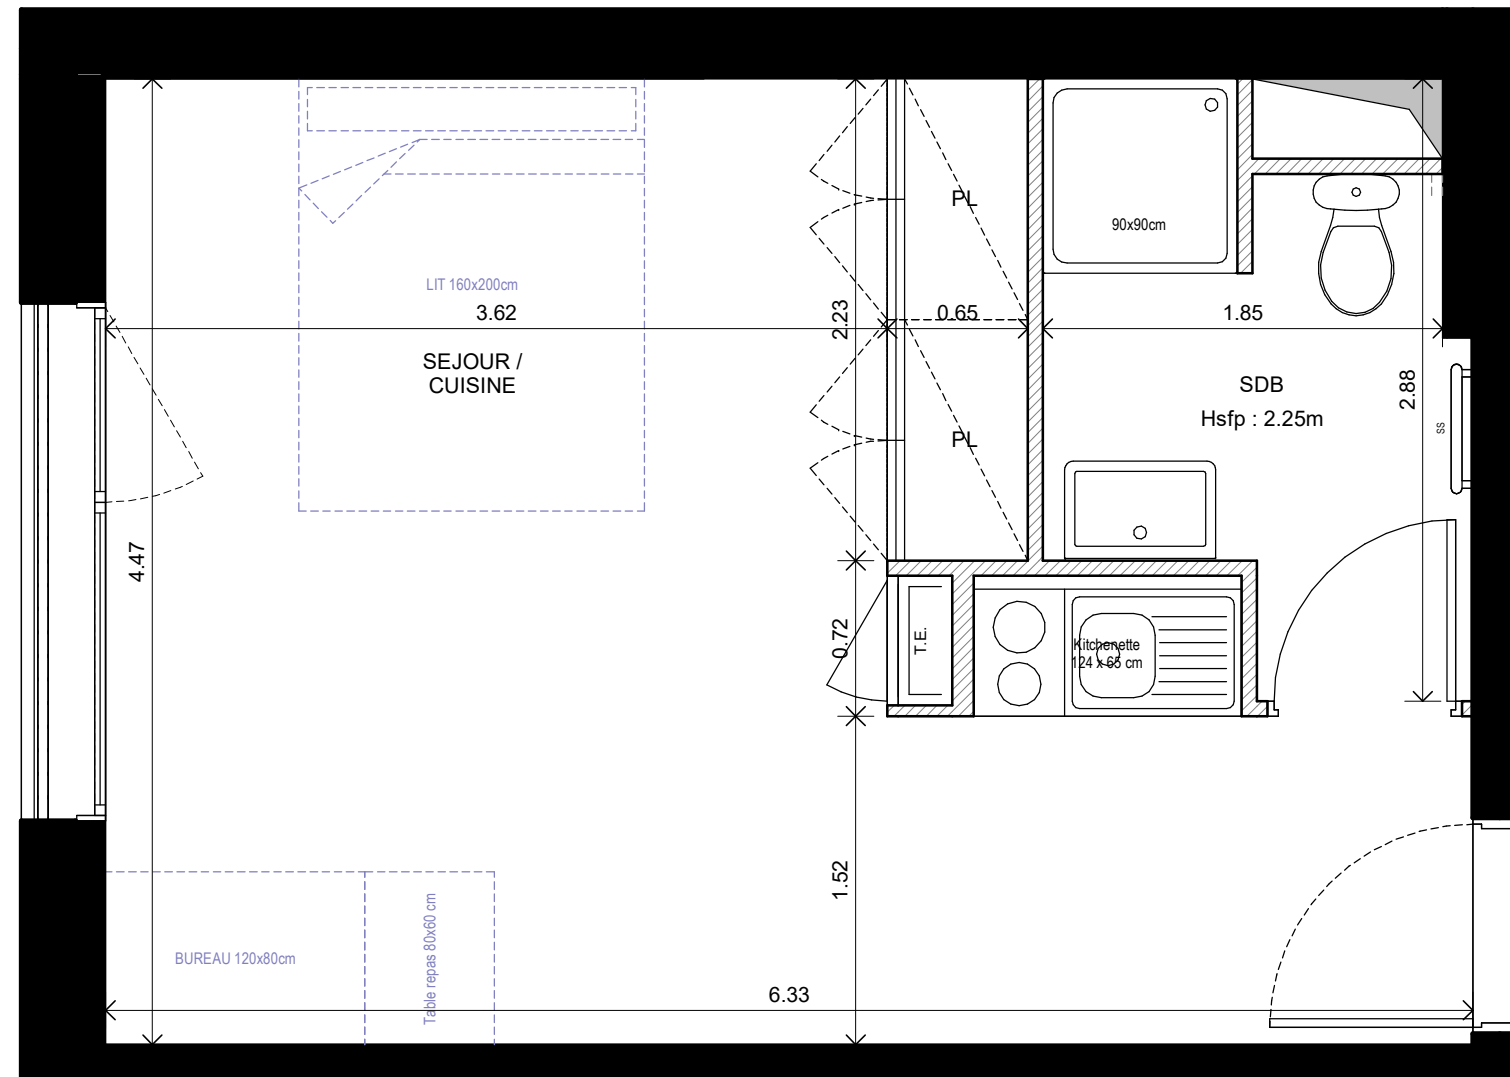 PL
90x90cm
LIT 160x200cm
3.62
2.23
0.65
1.85
SEJOUR /
CUISINE
SDB
Hsfp : 2.25m
2.88
SS
PL
4.47
0.72
T.E.
Kitchenette
124 x 65 cm
1.52
BUREAU 120x80cm
Table repas 80x60 cm
6.33